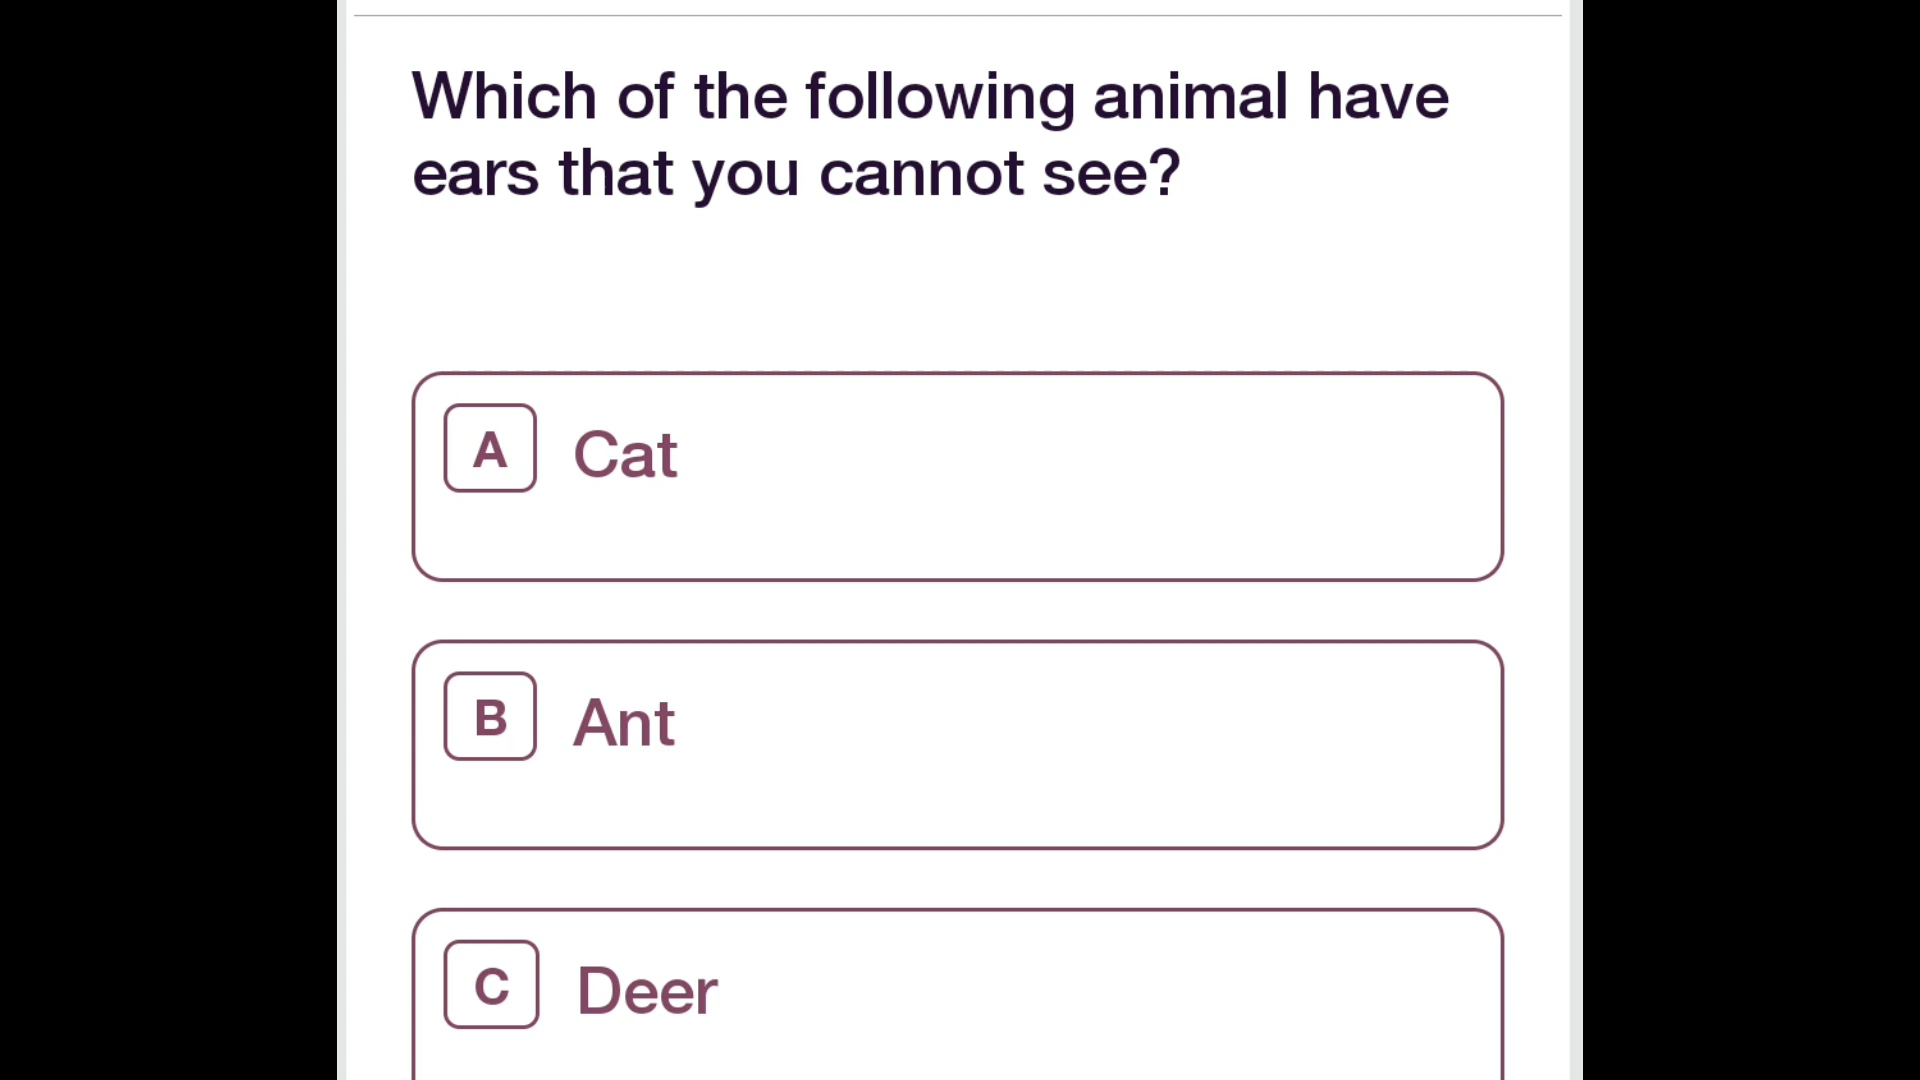 Which of the following animal have
ears that you cannot see?
A Cat
B Ant
C Deer